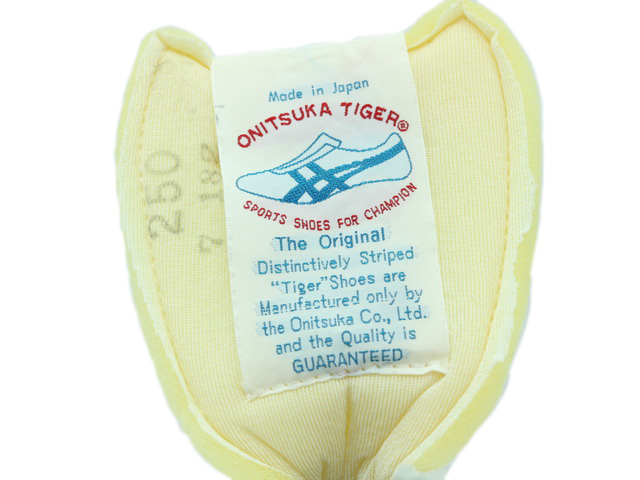 Made in Japan
ONITSUKA TIGER®
SPORTS SHOES FOR CHAMPION
The Original
Distinctively Striped
“Tiger”Shoes are
Manufactured only by
the Onitsuka Co., Ltd.
and the Quality is
GUARANTEED
250